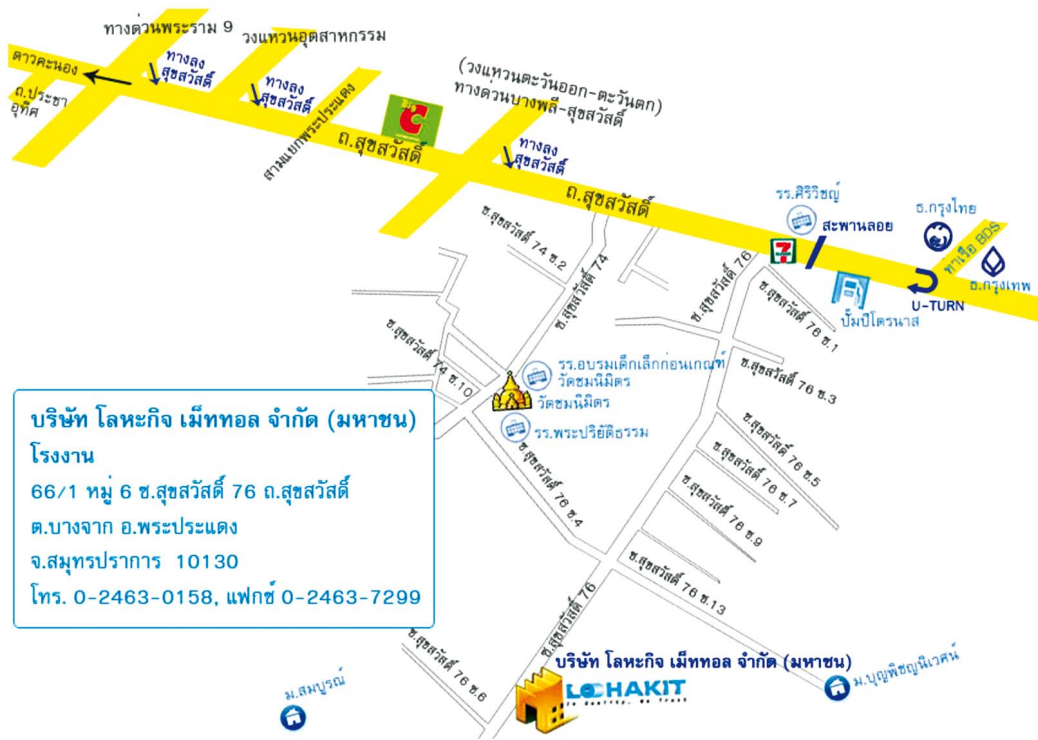 ทางด่วนพระราม 9
วงแหวนอุตสาหกรรม
ดาวคะนอง
ทางลง
สุขสวัสดิ์
ถ.ประชา
อุทิศ
ทางลง
สุขสวัสดิ์
สามแยกพระประแดง
Big
C
ถ.สุขสวัสดิ์
(วงแหวนตะวันออก-ตะวันตก)
ทางด่วนบางพลี-สุขสวัสดิ์
ทางลง
สุขสวัสดิ์
ถ.สุขสวัสดิ์
รร.ศิริวิชญ์
สะพานลอย
ธ.กรุงไทย
ท่าเรือ BDS
ธ.กรุงเทพ
U-TURN
ปั๊มปิโตรนาส
7
ซ.สุขสวัสดิ์ 74 ซ.2
ซ.สุขสวัสดิ์ 74
ซ.สุขสวัสดิ์ 76
ซ.สุขสวัสดิ์ 76 ซ.1
ซ.สุขสวัสดิ์ 74 ซ.10
รร.อบรมเด็กเล็กก่อนเกณฑ์
วัดชมนิมิตร
วัดชมนิมิตร
รร.พระปริยัติธรรม
ซ.สุขสวัสดิ์ 76 ซ.3
ซ.สุขสวัสดิ์ 76 ซ.5
ซ.สุขสวัสดิ์ 76 ซ.7
ซ.สุขสวัสดิ์ 76 ซ.9
ซ.สุขสวัสดิ์ 76 ซ.4
ซ.สุขสวัสดิ์ 76 ซ.13
ซ.สุขสวัสดิ์ 76
บริษัท โลหะกิจ เม็ททอล จำกัด (มหาชน)
โรงงาน
66/1 หมู่ 6 ซ.สุขสวัสดิ์ 76 ถ.สุขสวัสดิ์
ต.บางจาก อ.พระประแดง
จ.สมุทรปราการ 10130
โทร. 0-2463-0158, แฟกซ์ 0-2463-7299
ซ.สุขสวัสดิ์ 76 ซ.6
บริษัท โลหะกิจ เม็ททอล จำกัด (มหาชน)
LOHAKIT
In Quality, We Trust
ม.สมบูรณ์
ม.บุญพิชญนิเวศน์